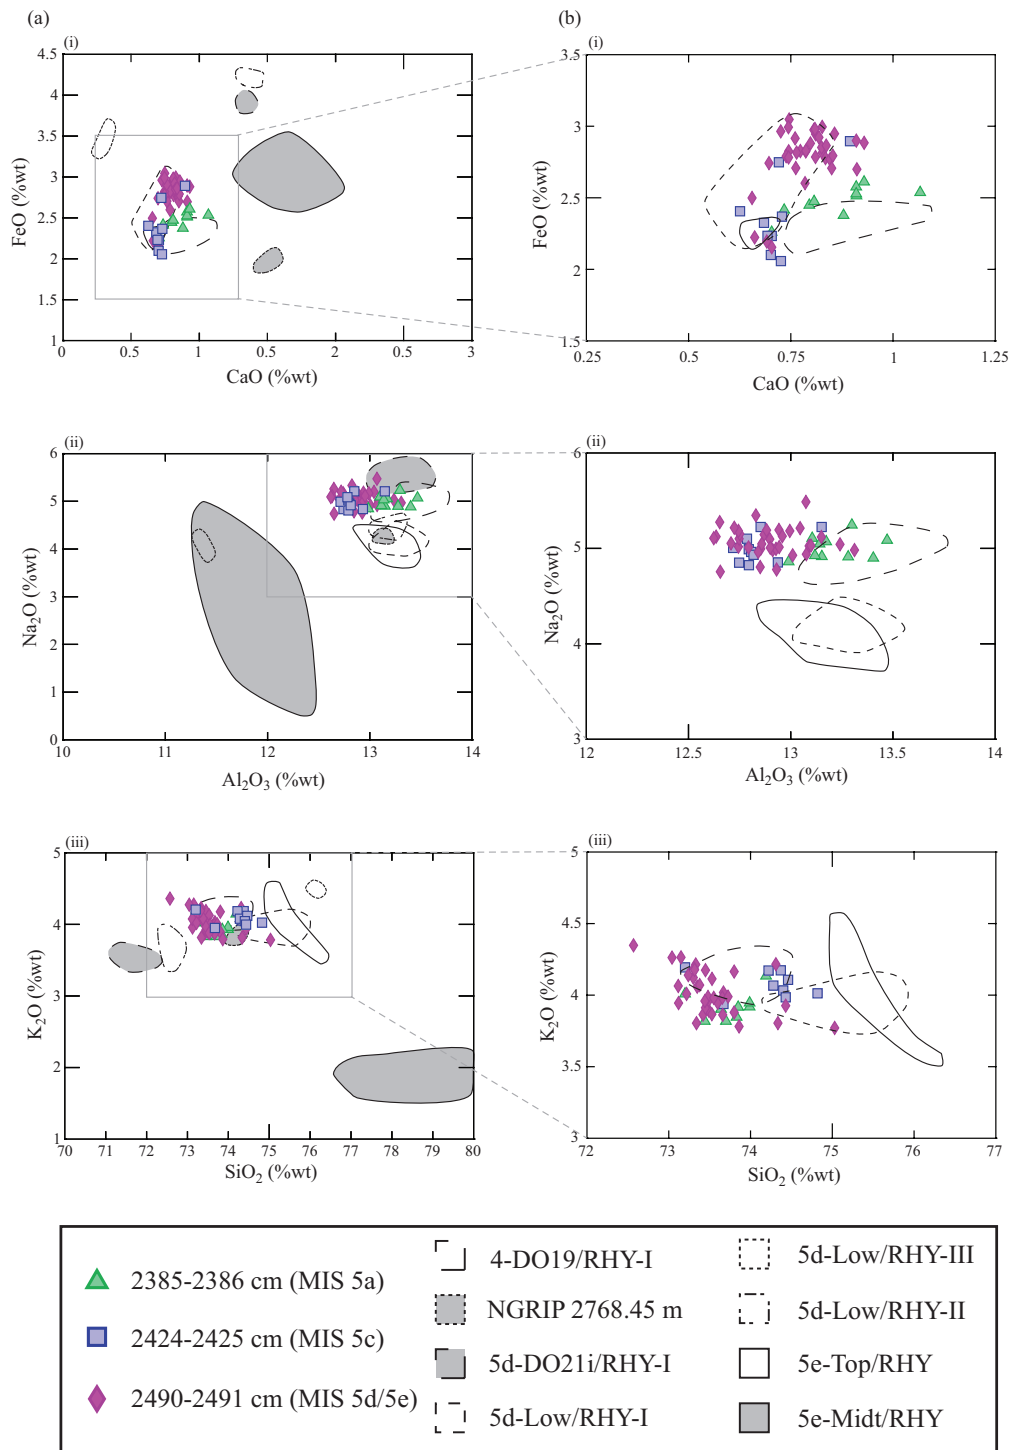 (a)
(b)
(i)
4.5
4
3.5
3
2.5
2
1.5
1
FeO (%wt)
0
0.5
1
0.5
2
0.5
3
CaO (%wt)
(i)
3.5
3
2.5
2
1.5
FeO (%wt)
0.25
0.5
0.75
1
1.25
CaO (%wt)
(ii)
6
5
4
3
2
1
0
Na2O (%wt)
10
11
12
13
14
Al2O3 (%wt)
(ii)
6
5
4
3
Na2O (%wt)
12
12.5
13
13.5
14
Al2O3 (%wt)
(iii)
5
4
3
2
1
K2O (%wt)
70
71
72
73
74
75
76
77
78
79
80
SiO2 (%wt)
(iii)
5
4.5
4
3.5
3
K2O (%wt)
72
73
74
75
76
77
SiO2 (%wt)
2385-2386 cm (MIS 5a)
2424-2425 cm (MIS 5c)
2490-2491 cm (MIS 5d/5e)
4-DO19/RHY-I
NGRIP 2768.45 m
5d-DO21i/RHY-I
5d-Low/RHY-I
5d-Low/RHY-III
5d-Low/RHY-II
5e-Top/RHY
5e-Midt/RHY